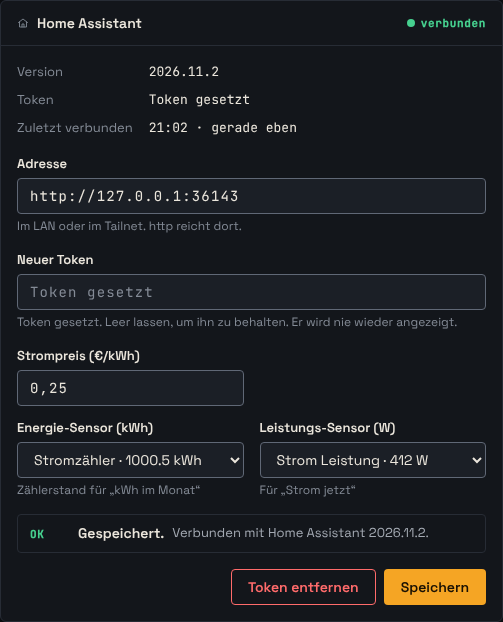 Home Assistant
verbunden
Version 2026.11.2
Token Token gesetzt
Zuletzt verbunden 21:02 · gerade eben
Adresse
http://127.0.0.1:36143
Im LAN oder im Tailnet. http reicht dort.
Neuer Token
Token gesetzt
Token gesetzt. Leer lassen, um ihn zu behalten. Er wird nie wieder angezeigt.
Strompreis (€/kWh)
0,25
Energie-Sensor (kWh)
Stromzähler · 1000.5 kWh
Zählerstand für „kWh im Monat“
Leistungs-Sensor (W)
Strom Leistung · 412 W
Für „Strom jetzt“
OK Gespeichert. Verbunden mit Home Assistant 2026.11.2.
Token entfernen
Speichern